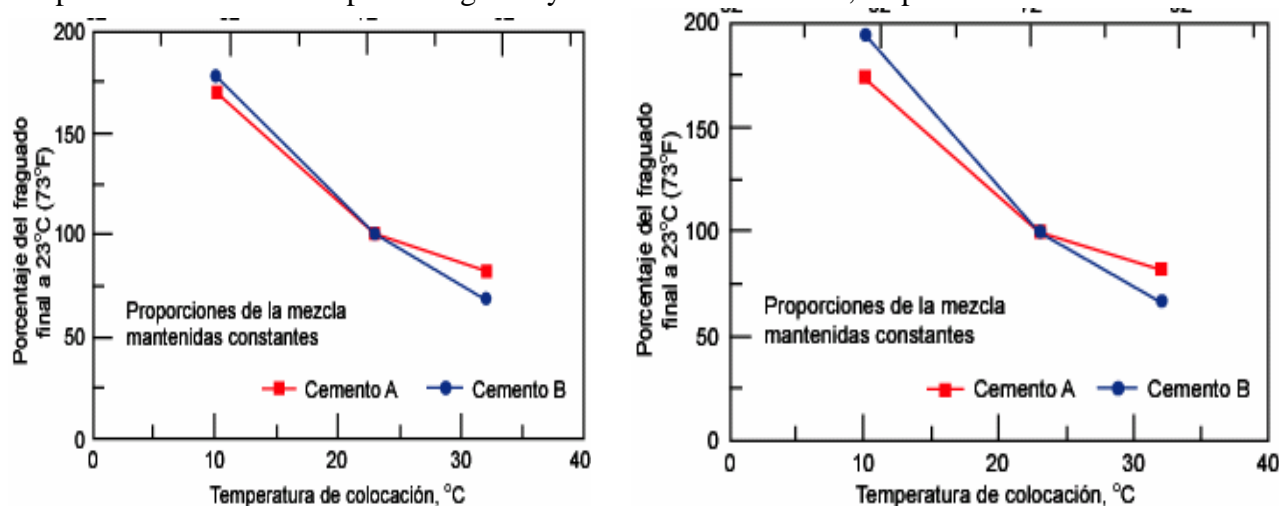 200
150
100
50
0
0 10 20 30 40
Porcentaje del fraguado
final a 23°C (73°F)
Proporciones de la mezcla
mantenidas constantes
Cemento A Cemento B
Temperatura de colocación, °C
200
150
100
50
0
0 10 20 30 40
Porcentaje del fraguado
final a 23°C (73°F)
Proporciones de la mezcla
mantenidas constantes
Cemento A Cemento B
Temperatura de colocación, °C